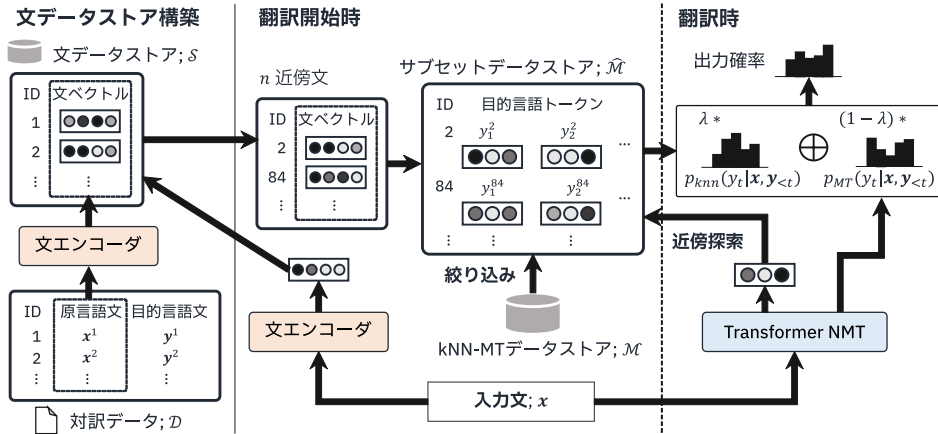 文データストア構築
文データストア; 𝒮
ID 文ベクトル
1
2
⋮ ⋮
文エンコーダ
ID 原言語文 目的言語文
1 x¹ y¹
2 x² y²
⋮ ⋮ ⋮
対訳データ; 𝒟
翻訳開始時
n 近傍文
ID 文ベクトル
2
84
⋮ ⋮
文エンコーダ
サブセットデータストア; ℳ̂
ID 目的言語トークン
2 y₁² y₂² ...
84 y₁⁸⁴ y₂⁸⁴ ...
⋮ ⋮ ⋮
絞り込み
kNN-MTデータストア; ℳ
入力文; x
翻訳時
出力確率
λ * (1 − λ) *
⊕
p_knn(y_t|x, y_<t) p_MT(y_t|x, y_<t)
近傍探索
Transformer NMT